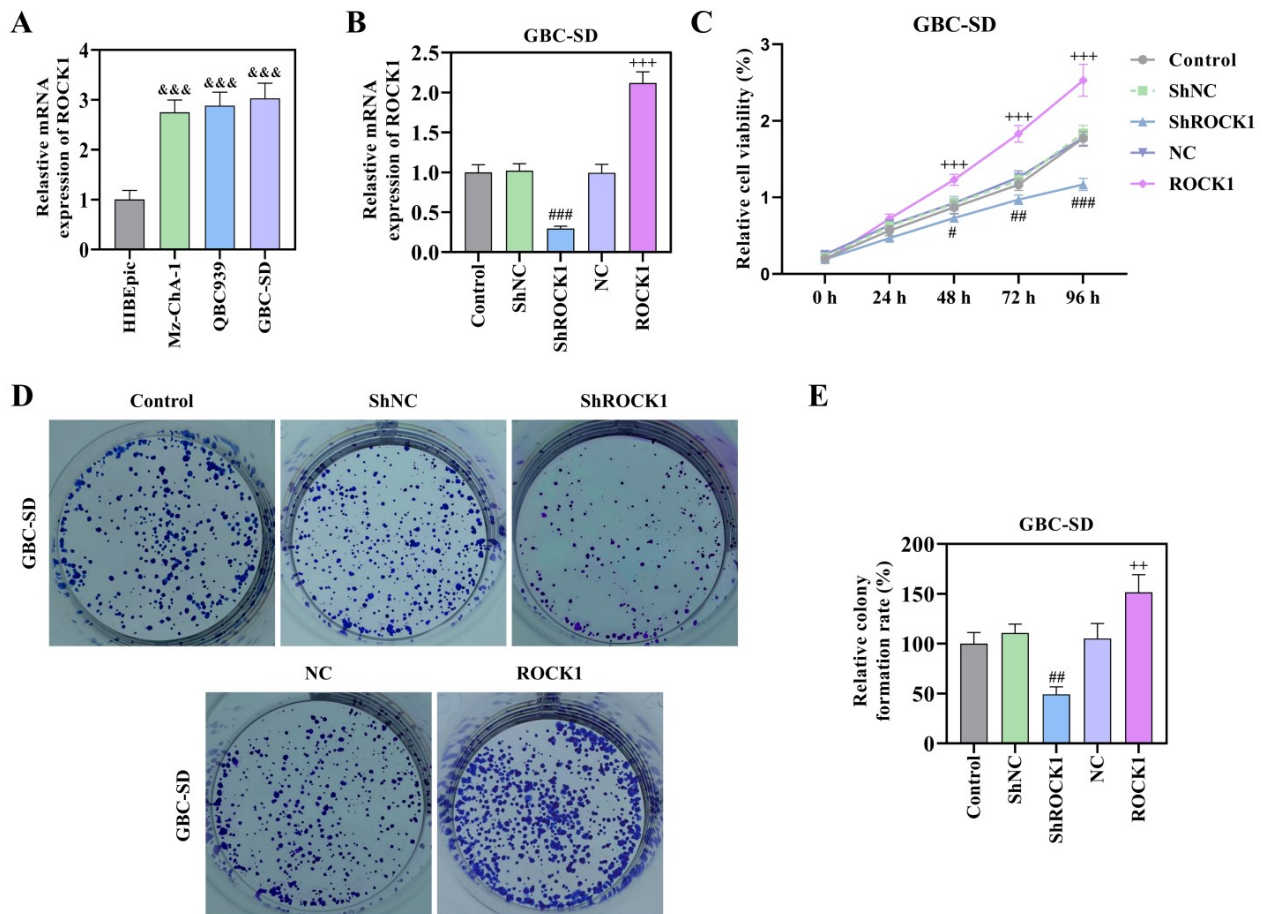 A
Relastive mRNA
expression of ROCK1
4
3
2
1
0
&&&
&&&
&&&
HIBEpic
Mz-ChA-1
QBC939
GBC-SD
B
GBC-SD
Relastive mRNA
expression of ROCK1
2.5
2.0
1.5
1.0
0.5
0.0
###
+++
Control
ShNC
ShROCK1
NC
ROCK1
C
GBC-SD
Relative cell viability (%)
3
2
1
0
+++
+++
+++
#
##
###
0 h
24 h
48 h
72 h
96 h
Control
ShNC
ShROCK1
NC
ROCK1
D
Control
ShNC
ShROCK1
GBC-SD
NC
ROCK1
GBC-SD
E
GBC-SD
Relative colony
formation rate (%)
200
150
100
50
0
##
++
Control
ShNC
ShROCK1
NC
ROCK1